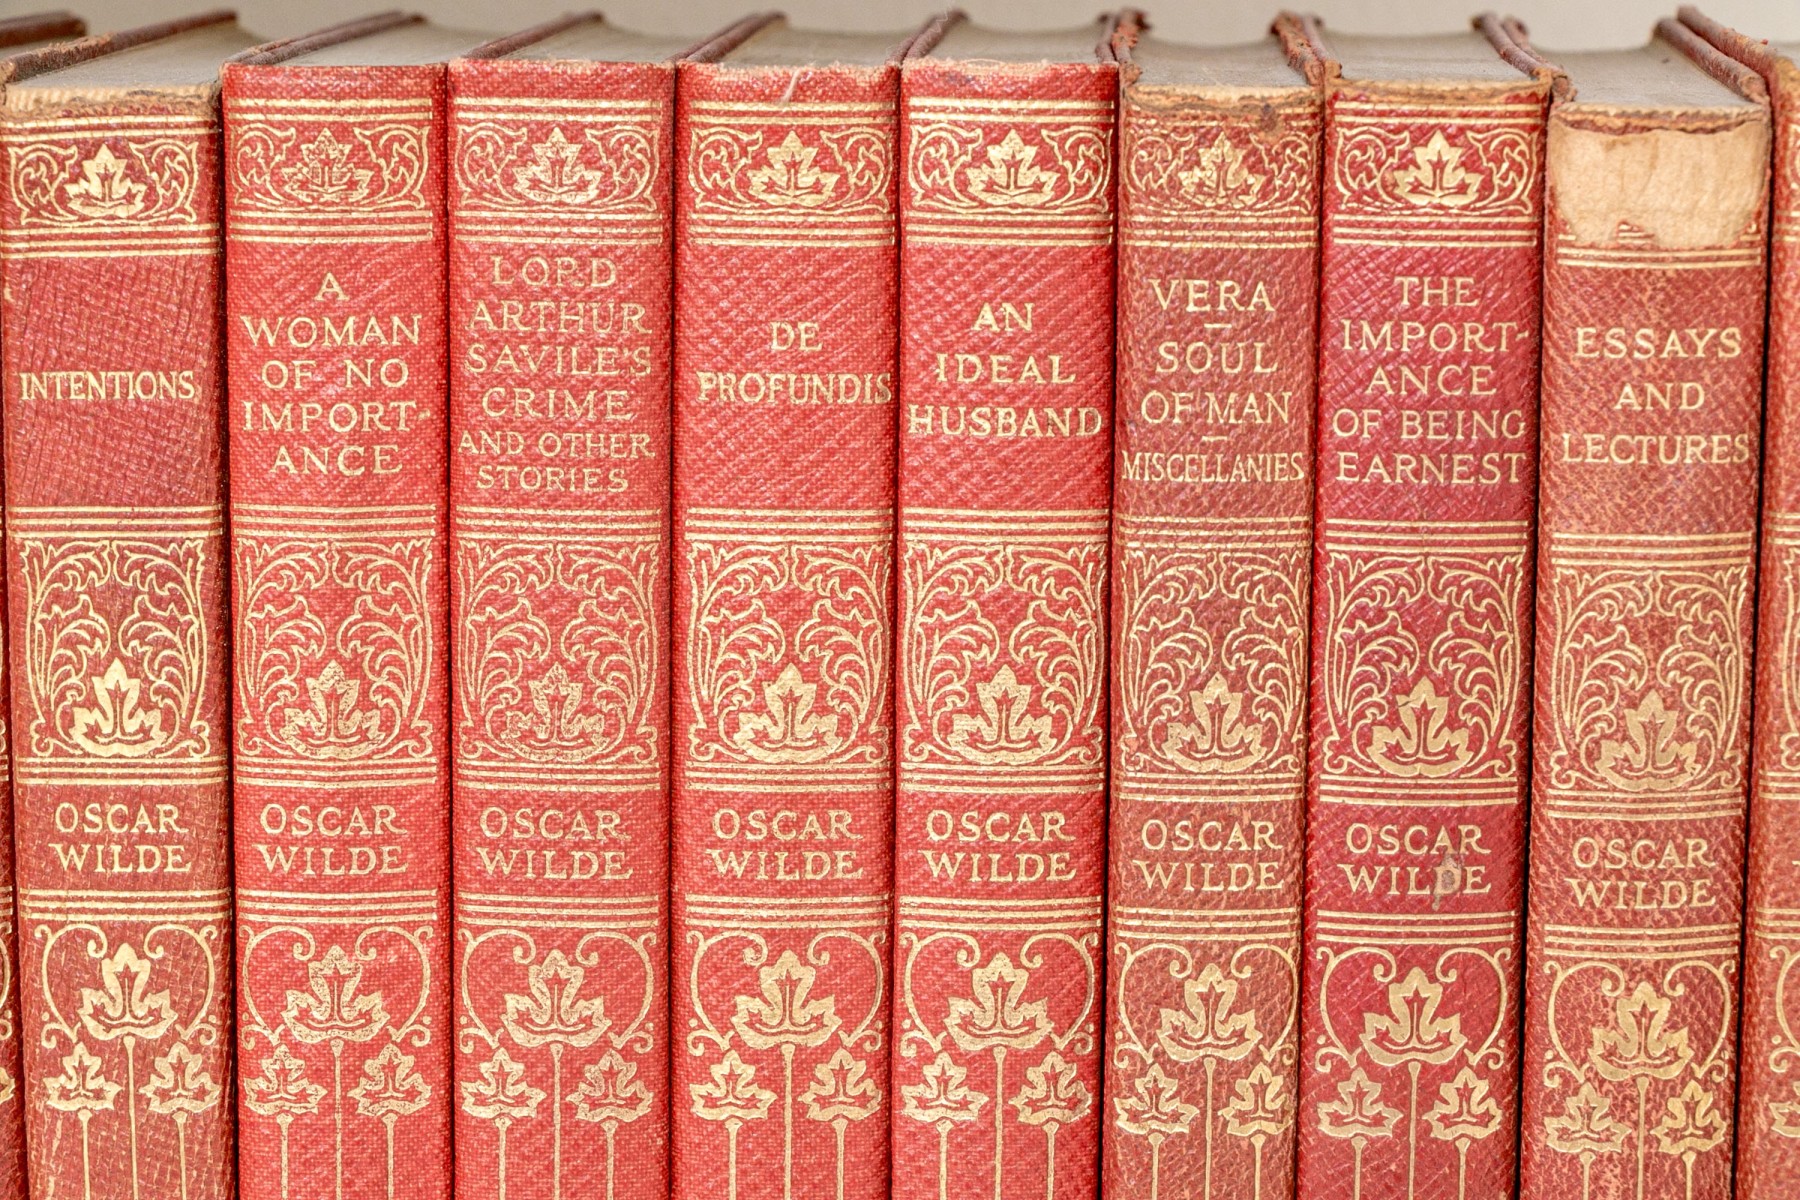 INTENTIONS
OSCAR
WILDE
A
WOMAN
OF NO
IMPORT-
ANCE
OSCAR
WILDE
LORD
ARTHUR
SAVILE'S
CRIME
AND OTHER
STORIES
OSCAR
WILDE
DE
PROFUNDIS
OSCAR
WILDE
AN
IDEAL
HUSBAND
OSCAR
WILDE
VERA
—
SOUL
OF MAN
—
MISCELLANIES
OSCAR
WILDE
THE
IMPORT-
ANCE
OF BEING
EARNEST
OSCAR
WILDE
ESSAYS
AND
LECTURES
OSCAR
WILDE